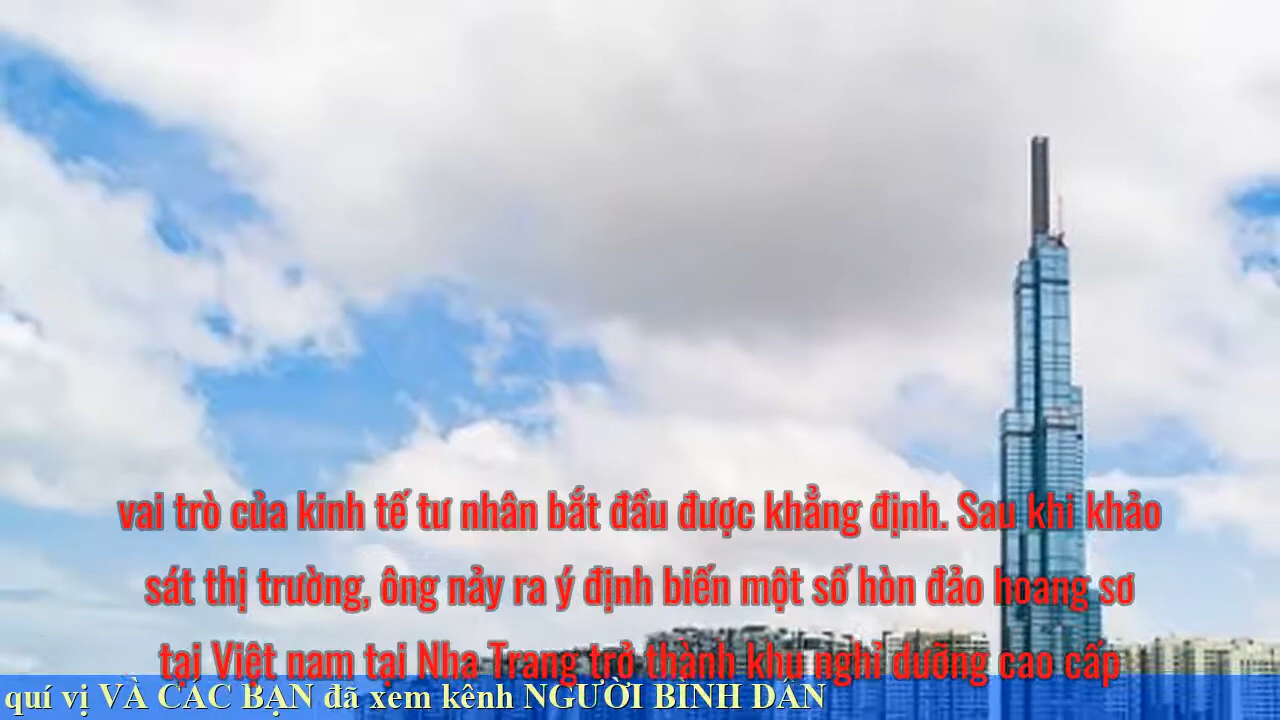 vai trò của kinh tế tư nhân bắt đầu được khẳng định. Sau khi khảo
sát thị trường, ông nảy ra ý định biến một số hòn đảo hoang sơ
tại Việt nam tại Nha Trang trở thành khu nghỉ dưỡng cao cấp
quí vị VÀ CÁC BẠN đã xem kênh NGƯỜI BÌNH DÂN